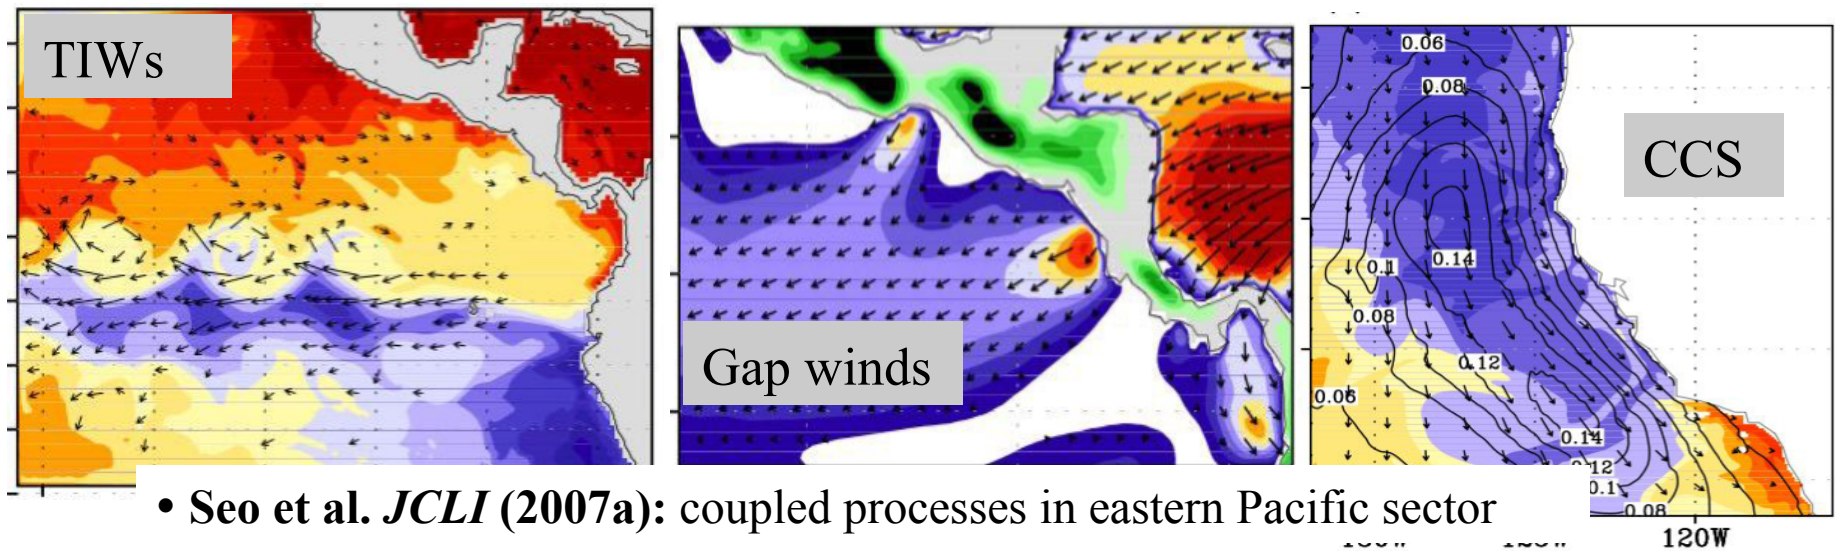 TIWs
Gap winds
CCS
0.06
0.08
0.14
0.1
0.08
0.12
0.06
0.14
0.12
0.1
0.08
120W
• Seo et al. JCLI (2007a): coupled processes in eastern Pacific sector